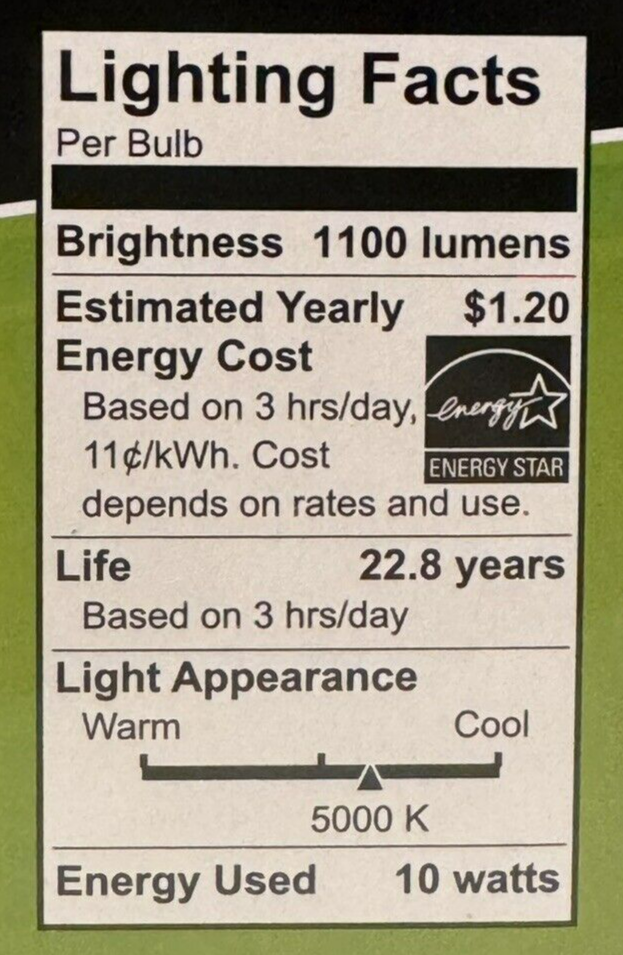 Lighting Facts
Per Bulb
Brightness 1100 lumens
Estimated Yearly $1.20
Energy Cost
Based on 3 hrs/day,
11¢/kWh. Cost
depends on rates and use.
energy
ENERGY STAR
Life 22.8 years
Based on 3 hrs/day
Light Appearance
Warm Cool
5000 K
Energy Used 10 watts